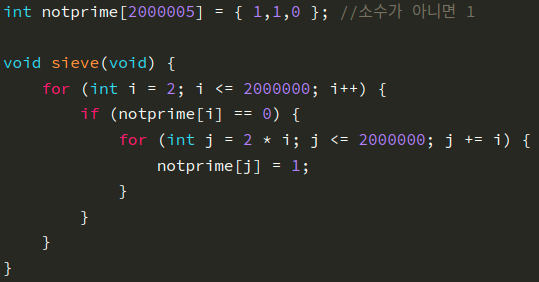 int notprime[2000005] = { 1,1,0 }; //소수가 아니면 1
void sieve(void) {
for (int i = 2; i <= 2000000; i++) {
if (notprime[i] == 0) {
for (int j = 2 * i; j <= 2000000; j += i) {
notprime[j] = 1;
}
}
}
}